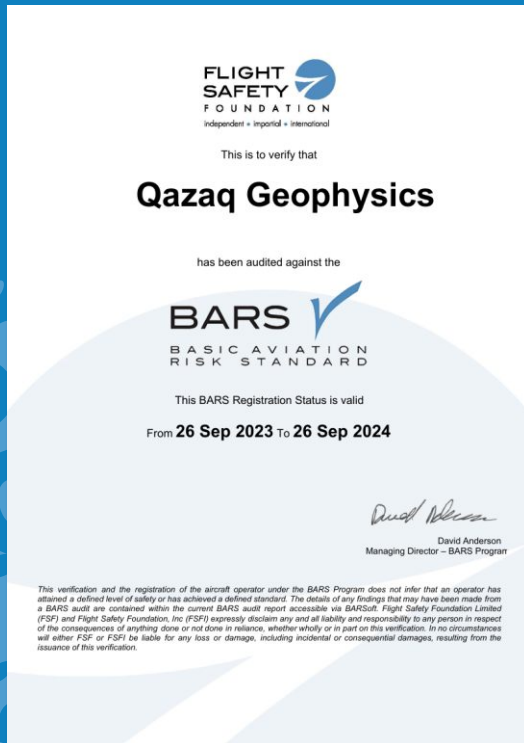 FLIGHT
SAFETY
FOUNDATION
independent • impartial • international
This is to verify that
Qazaq Geophysics
has been audited against the
BARS
BASIC AVIATION
RISK STANDARD
This BARS Registration Status is valid
From 26 Sep 2023 To 26 Sep 2024
David Anderson
Managing Director – BARS Program
This verification and the registration of the aircraft operator under the BARS Program does not infer that an operator has
attained a defined level of safety or has achieved a defined standard. The details of any findings that may have been made from
a BARS audit are contained within the current BARS audit report accessible via BARSoft. Flight Safety Foundation Limited
(FSF) and Flight Safety Foundation, Inc (FSFI) expressly disclaim any and all liability and responsibility to any person in respect
of the consequences of anything done or not done in reliance, whether wholly or in part on this verification. In no circumstances
will either FSF or FSFI be liable for any loss or damage, including incidental or consequential damages, resulting from the
issuance of this verification.